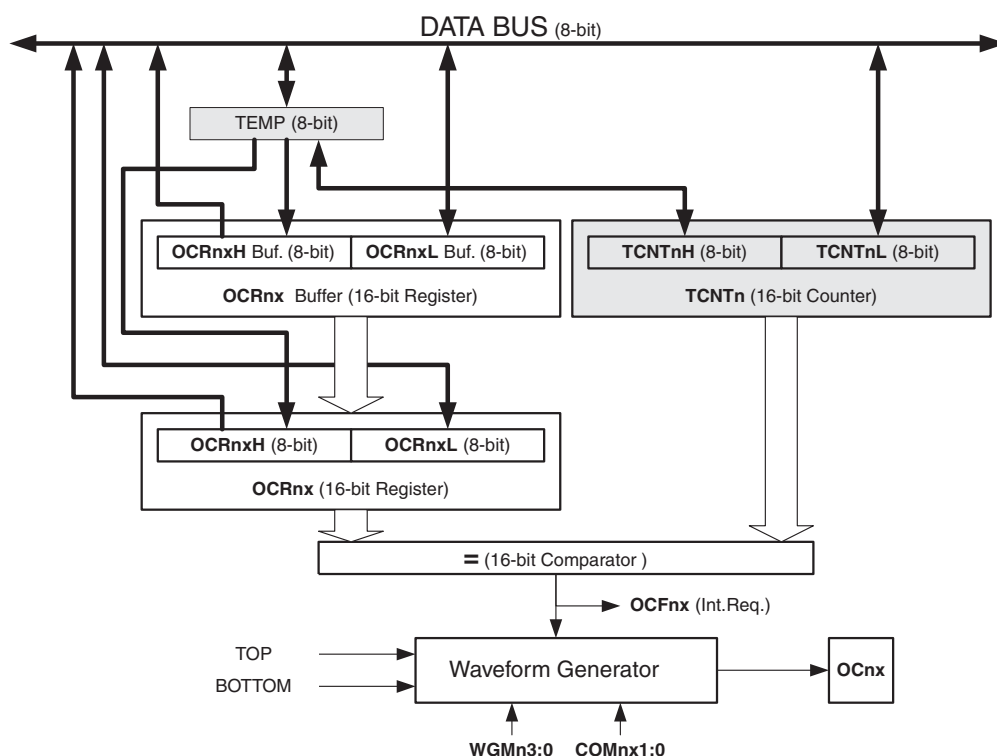 DATA BUS (8-bit)
TEMP (8-bit)
OCRnxH Buf. (8-bit) OCRnxL Buf. (8-bit) TCNTnH (8-bit) TCNTnL (8-bit)
OCRnx Buffer (16-bit Register) TCNTn (16-bit Counter)
OCRnxH (8-bit) OCRnxL (8-bit)
OCRnx (16-bit Register)
= (16-bit Comparator )
OCFnx (Int.Req.)
TOP
BOTTOM
Waveform Generator
OCnx
WGMn3:0 COMnx1:0